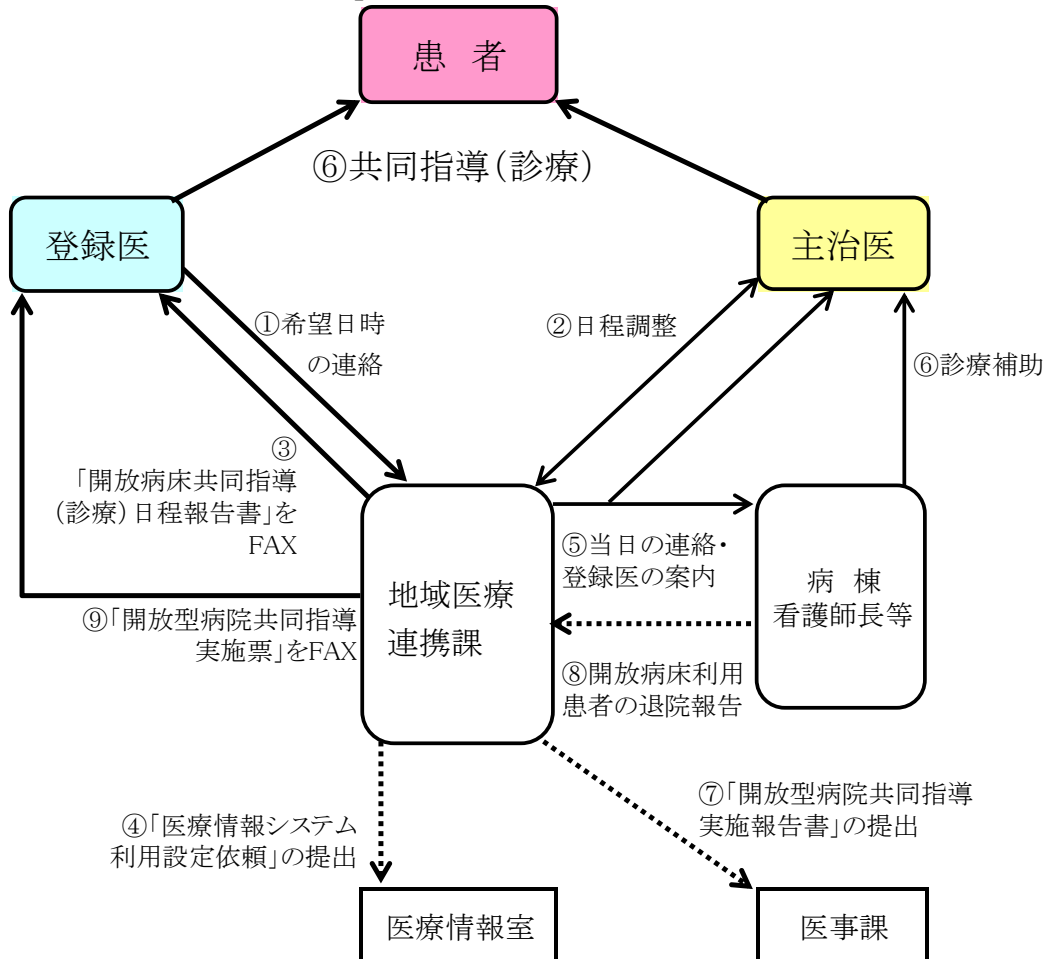 患 者
⑥共同指導(診療)
登録医
主治医
①希望日時
の連絡
②日程調整
⑥診療補助
③
「開放病床共同指導
(診療)日程報告書」を
FAX
⑤当日の連絡・
登録医の案内
地域医療
連携課
病 棟
看護師長等
⑨「開放型病院共同指導
実施票」をFAX
⑧開放病床利用
患者の退院報告
④「医療情報システム
利用設定依頼」の提出
⑦「開放型病院共同指導
実施報告書」の提出
医療情報室
医事課